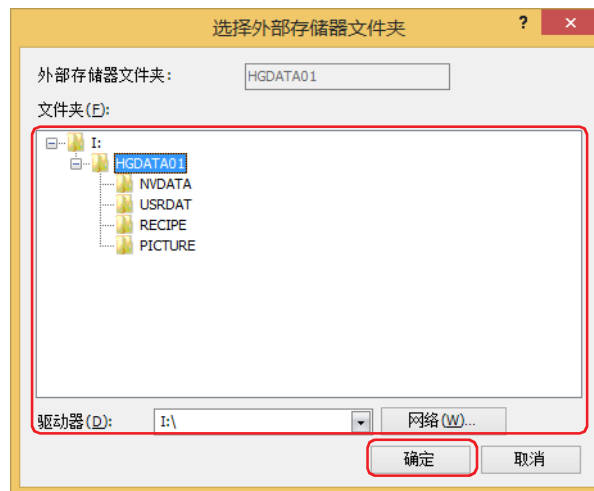 选择外部存储器文件夹 ? ×
外部存储器文件夹: HGDATA01
文件夹(F):
I:
HGDATA01
NVDATA
USRDAT
RECIPE
PICTURE
驱动器(D): I:\ 网络(W)...
确定 取消